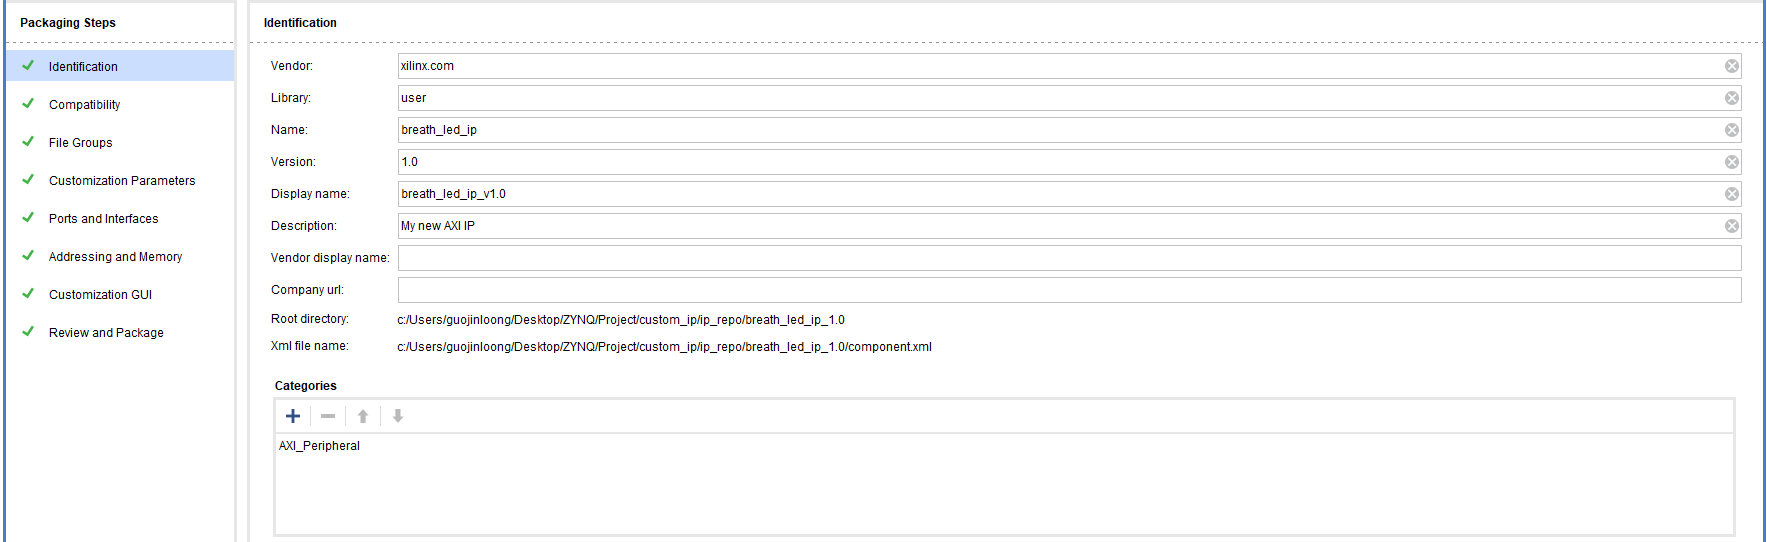 Packaging Steps
Identification
Compatibility
File Groups
Customization Parameters
Ports and Interfaces
Addressing and Memory
Customization GUI
Review and Package
Identification
Vendor: xilinx.com
Library: user
Name: breath_led_ip
Version: 1.0
Display name: breath_led_ip_v1.0
Description: My new AXI IP
Vendor display name:
Company url:
Root directory: c:/Users/guojinloong/Desktop/ZYNQ/Project/custom_ip/ip_repo/breath_led_ip_1.0
Xml file name: c:/Users/guojinloong/Desktop/ZYNQ/Project/custom_ip/ip_repo/breath_led_ip_1.0/component.xml
Categories
AXI_Peripheral